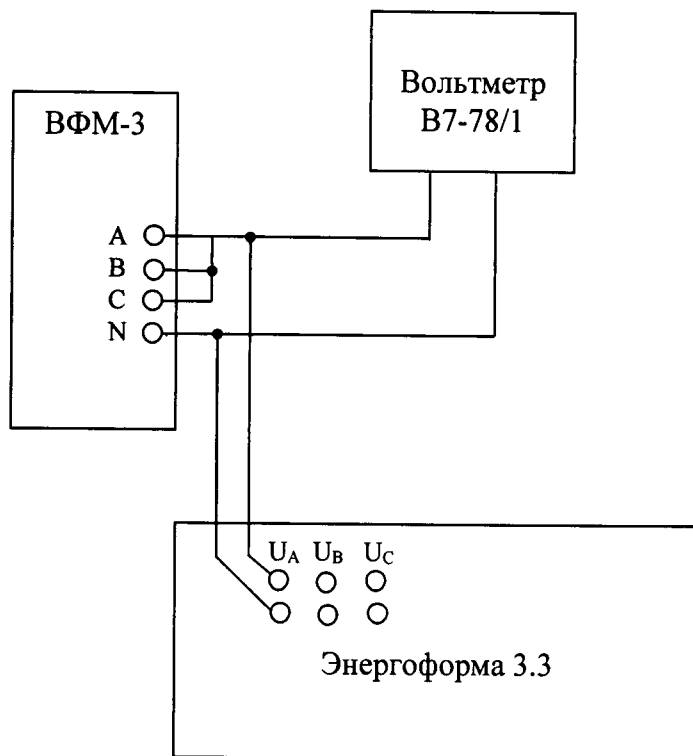 Вольтметр
В7-78/1
ВФМ-3
A
B
C
N
UA UB UC
Энергоформа 3.3